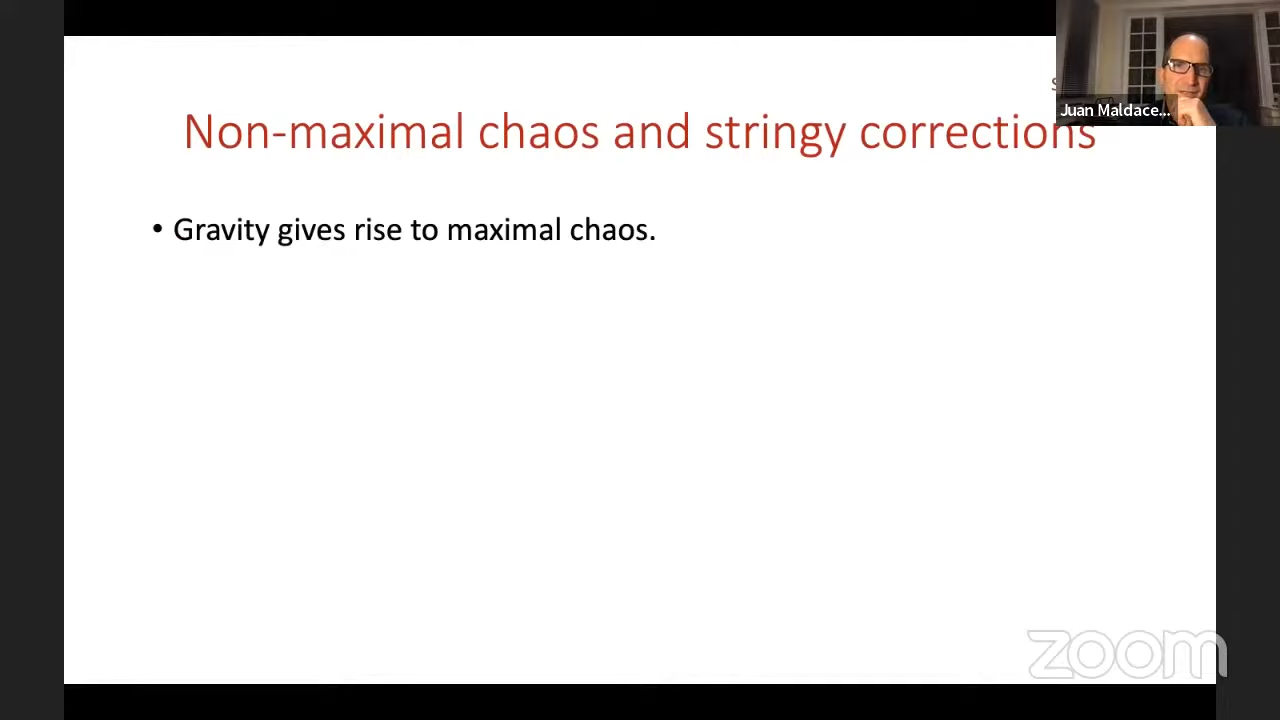 Juan Maldace...
Non-maximal chaos and stringy corrections
• Gravity gives rise to maximal chaos.
zoom